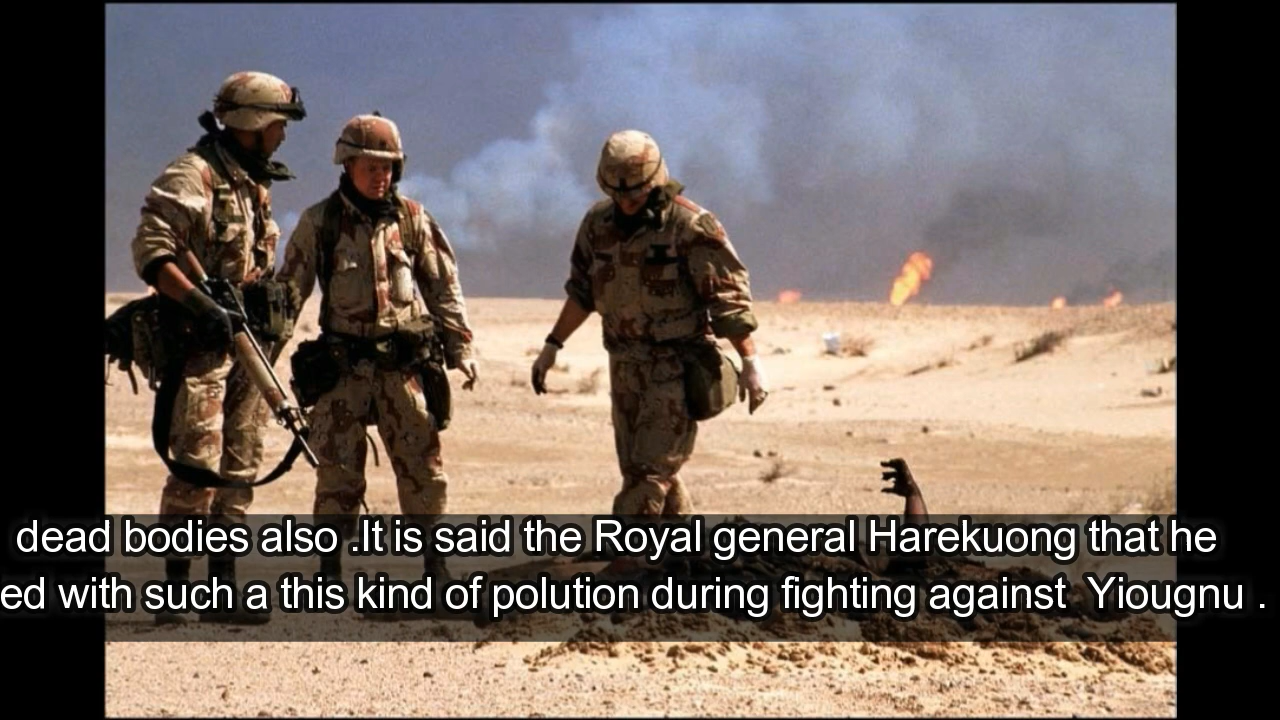 dead bodies also .It is said the Royal general Harekuong that he
ed with such a this kind of polution during fighting against Yiougnu .